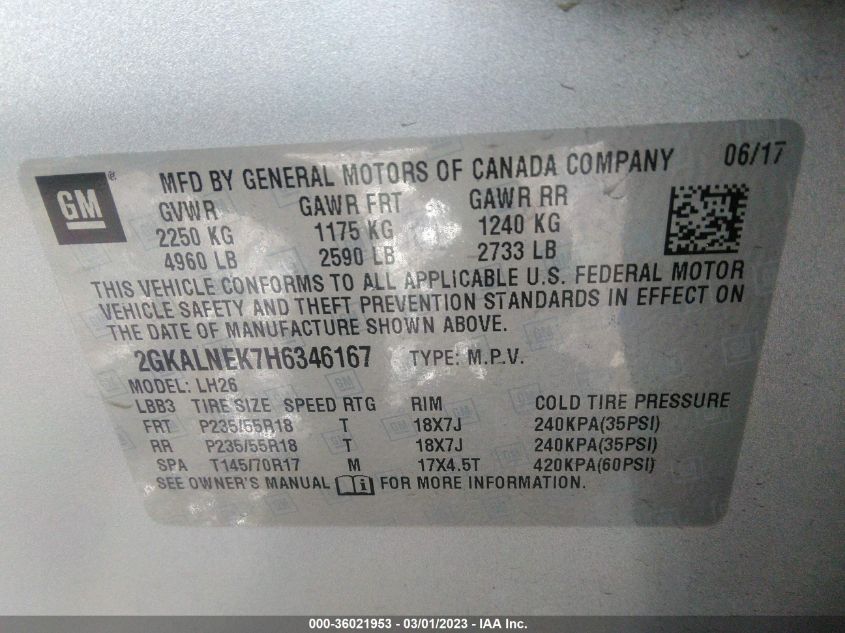 GM ® MFD BY GENERAL MOTORS OF CANADA COMPANY 06/17
GVWR GAWR FRT GAWR RR
2250 KG 1175 KG 1240 KG
4960 LB 2590 LB 2733 LB
THIS VEHICLE CONFORMS TO ALL APPLICABLE U.S. FEDERAL MOTOR
VEHICLE SAFETY AND THEFT PREVENTION STANDARDS IN EFFECT ON
THE DATE OF MANUFACTURE SHOWN ABOVE.
2GKALNEK7H6346167 TYPE: M.P.V.
MODEL: LH26
LBB3 TIRE SIZE SPEED RTG RIM COLD TIRE PRESSURE
FRT P235/55R18 T 18X7J 240KPA(35PSI)
RR P235/55R18 T 18X7J 240KPA(35PSI)
SPA T145/70R17 M 17X4.5T 420KPA(60PSI)
SEE OWNER'S MANUAL FOR MORE INFORMATION.
000-36021953 - 03/01/2023 - IAA Inc.